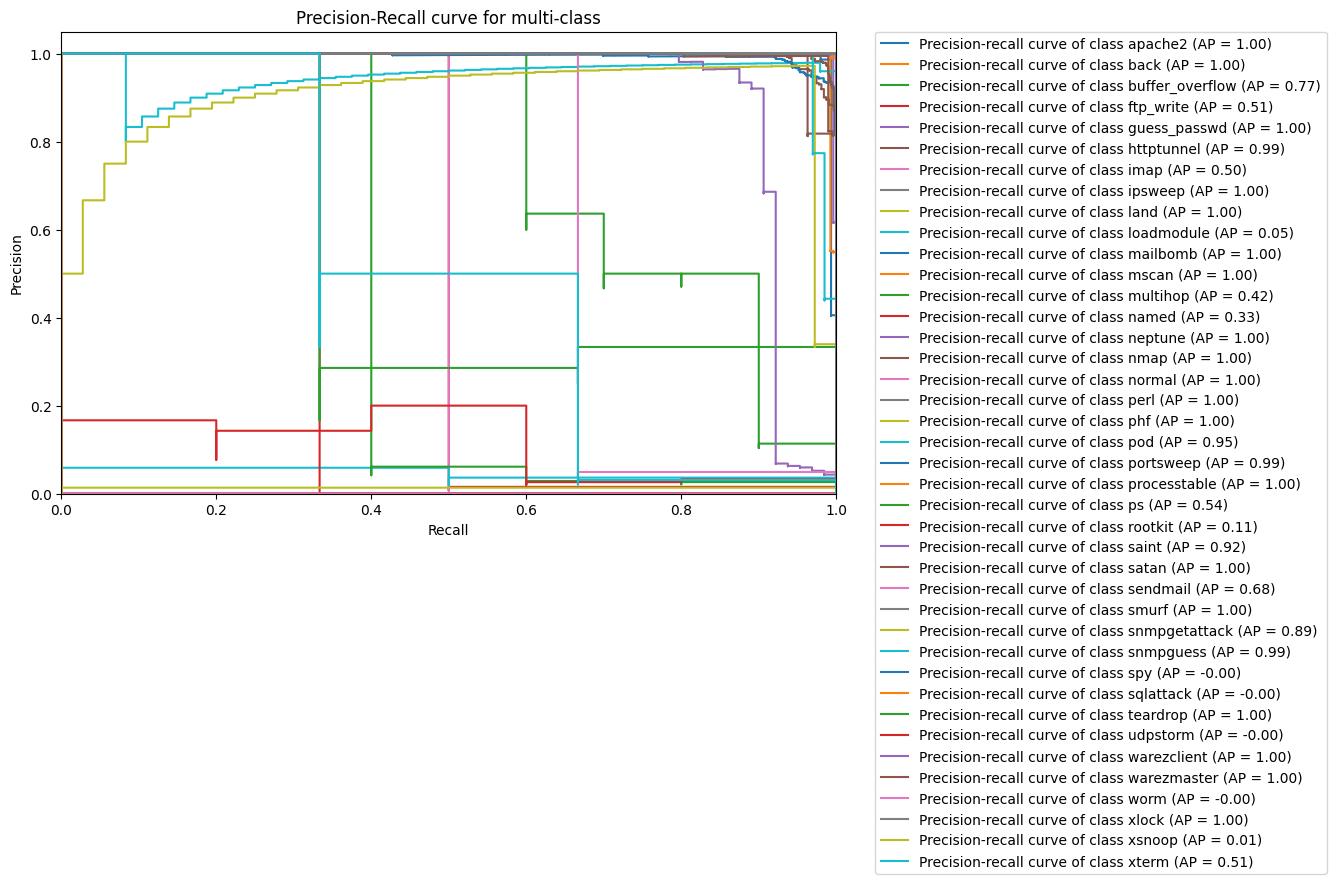 Precision-Recall curve for multi-class
Precision
1.0
0.8
0.6
0.4
0.2
0.0
0.0 0.2 0.4 0.6 0.8 1.0
Recall
Precision-recall curve of class apache2 (AP = 1.00)
Precision-recall curve of class back (AP = 1.00)
Precision-recall curve of class buffer_overflow (AP = 0.77)
Precision-recall curve of class ftp_write (AP = 0.51)
Precision-recall curve of class guess_passwd (AP = 1.00)
Precision-recall curve of class httptunnel (AP = 0.99)
Precision-recall curve of class imap (AP = 0.50)
Precision-recall curve of class ipsweep (AP = 1.00)
Precision-recall curve of class land (AP = 1.00)
Precision-recall curve of class loadmodule (AP = 0.05)
Precision-recall curve of class mailbomb (AP = 1.00)
Precision-recall curve of class mscan (AP = 1.00)
Precision-recall curve of class multihop (AP = 0.42)
Precision-recall curve of class named (AP = 0.33)
Precision-recall curve of class neptune (AP = 1.00)
Precision-recall curve of class nmap (AP = 1.00)
Precision-recall curve of class normal (AP = 1.00)
Precision-recall curve of class perl (AP = 1.00)
Precision-recall curve of class phf (AP = 1.00)
Precision-recall curve of class pod (AP = 0.95)
Precision-recall curve of class portsweep (AP = 0.99)
Precision-recall curve of class processtable (AP = 1.00)
Precision-recall curve of class ps (AP = 0.54)
Precision-recall curve of class rootkit (AP = 0.11)
Precision-recall curve of class saint (AP = 0.92)
Precision-recall curve of class satan (AP = 1.00)
Precision-recall curve of class sendmail (AP = 0.68)
Precision-recall curve of class smurf (AP = 1.00)
Precision-recall curve of class snmpgetattack (AP = 0.89)
Precision-recall curve of class snmpguess (AP = 0.99)
Precision-recall curve of class spy (AP = -0.00)
Precision-recall curve of class sqlattack (AP = -0.00)
Precision-recall curve of class teardrop (AP = 1.00)
Precision-recall curve of class udpstorm (AP = -0.00)
Precision-recall curve of class warezclient (AP = 1.00)
Precision-recall curve of class warezmaster (AP = 1.00)
Precision-recall curve of class worm (AP = -0.00)
Precision-recall curve of class xlock (AP = 1.00)
Precision-recall curve of class xsnoop (AP = 0.01)
Precision-recall curve of class xterm (AP = 0.51)